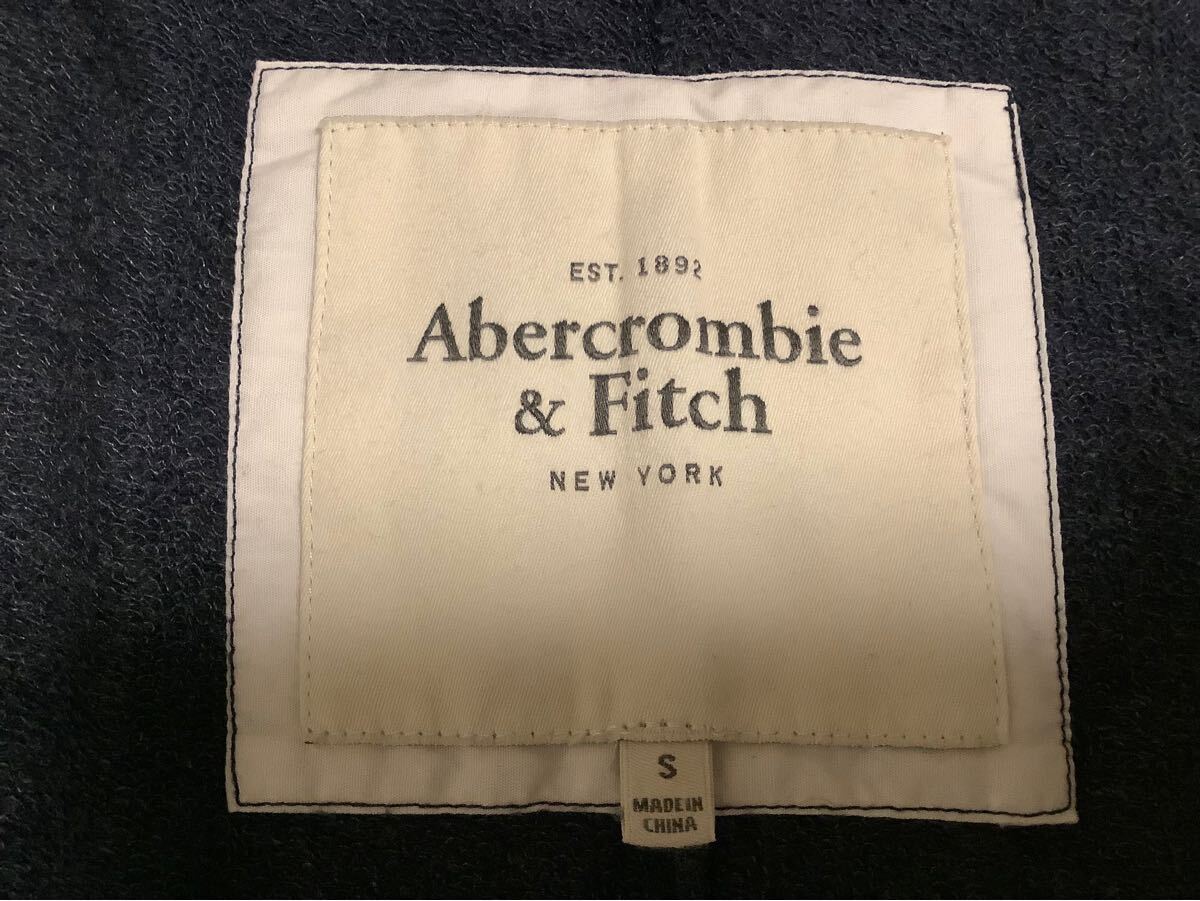 EST. 1892
Abercrombie
& Fitch
NEW YORK
S
MADE IN
CHINA